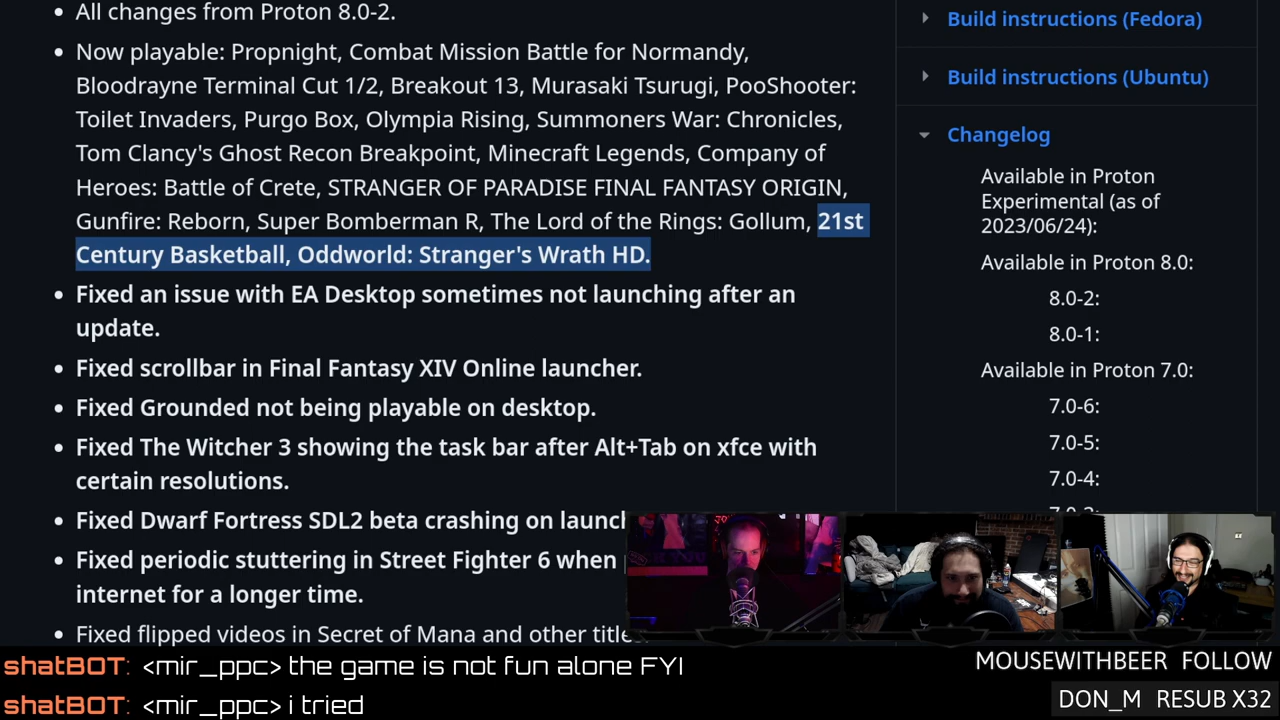 All changes from Proton 8.0-2.
Now playable: Propnight, Combat Mission Battle for Normandy,
Bloodrayne Terminal Cut 1/2, Breakout 13, Murasaki Tsurugi, PooShooter:
Toilet Invaders, Purgo Box, Olympia Rising, Summoners War: Chronicles,
Tom Clancy's Ghost Recon Breakpoint, Minecraft Legends, Company of
Heroes: Battle of Crete, STRANGER OF PARADISE FINAL FANTASY ORIGIN,
Gunfire: Reborn, Super Bomberman R, The Lord of the Rings: Gollum, 21st
Century Basketball, Oddworld: Stranger's Wrath HD.
Fixed an issue with EA Desktop sometimes not launching after an
update.
Fixed scrollbar in Final Fantasy XIV Online launcher.
Fixed Grounded not being playable on desktop.
Fixed The Witcher 3 showing the task bar after Alt+Tab on xfce with
certain resolutions.
Fixed Dwarf Fortress SDL2 beta crashing on launch
Fixed periodic stuttering in Street Fighter 6 when
internet for a longer time.
Fixed flipped videos in Secret of Mana and other
Build instructions (Fedora)
Build instructions (Ubuntu)
Changelog
Available in Proton
Experimental (as of
2023/06/24):
Available in Proton 8.0:
8.0-2:
8.0-1:
Available in Proton 7.0:
7.0-6:
7.0-5:
7.0-4:
shatBOT: <mir_ppc> the game is not fun alone FYI
shatBOT: <mir_ppc> i tried
MOUSEWITHBEER FOLLOW
DON_M RESUB X32